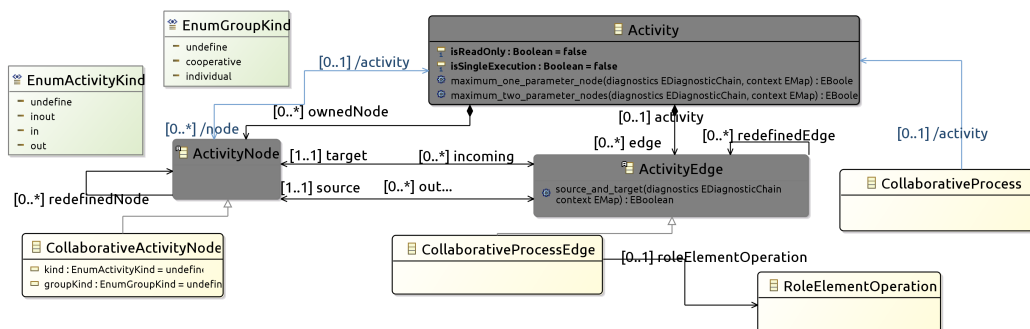 EnumGroupKind
undefine
cooperative
individual
EnumActivityKind
undefine
inout
in
out
Activity
isReadOnly : Boolean = false
isSingleExecution : Boolean = false
maximum_one_parameter_node(diagnostics EDiagnosticChain, context EMap) : EBoole
maximum_two_parameter_nodes(diagnostics EDiagnosticChain, context EMap) : EBoole
[0..1] /activity
[0..*] ownedNode
[0..*] /node
[0..1] activity
[0..*] edge
[0..*] redefinedEdge
[0..1] /activity
ActivityNode
[1..1] target
[0..*] incoming
[1..1] source
[0..*] out...
[0..*] redefinedNode
ActivityEdge
source_and_target(diagnostics EDiagnosticChain
context EMap) : EBoolean
CollaborativeProcess
CollaborativeActivityNode
kind : EnumActivityKind = undefine
groupKind : EnumGroupKind = undefin
CollaborativeProcessEdge
[0..1] roleElementOperation
RoleElementOperation